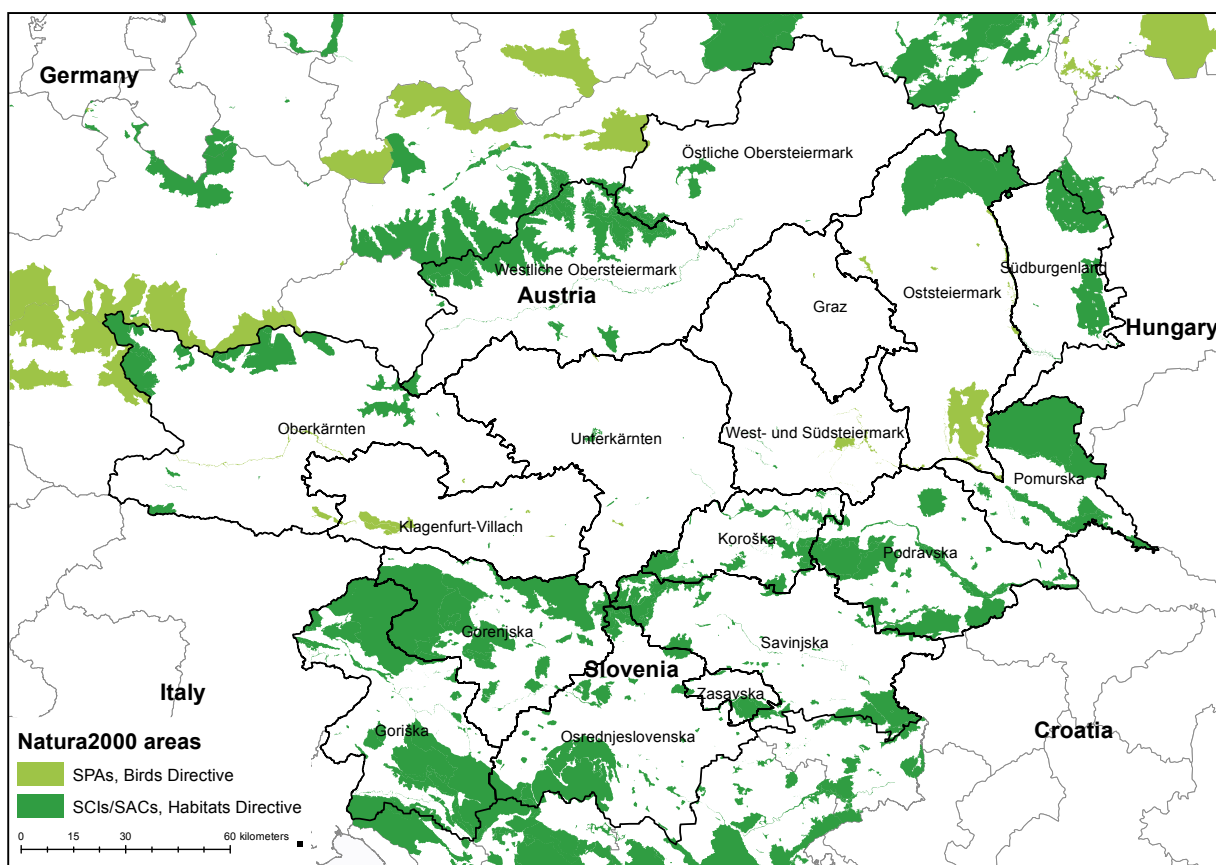 Germany
Östliche Obersteiermark
Westliche Obersteiermark
Austria
Südburgenland
Graz
Oststeiermark
Hungary
Oberkärnten
Unterkärnten
West- und Südsteiermark
Pomurska
Klagenfurt-Villach
Koroška
Podravska
Gorenjska
Savinjska
Slovenia
Italy
Zasavska
Goriška
Osrednjeslovenska
Croatia
Natura2000 areas
SPAs, Birds Directive
SCIs/SACs, Habitats Directive
0 15 30 60 kilometers